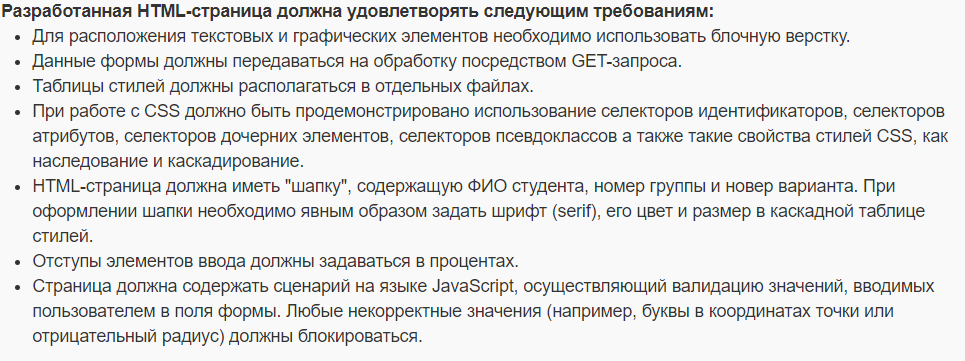 Разработанная HTML-страница должна удовлетворять следующим требованиям:
• Для расположения текстовых и графических элементов необходимо использовать блочную верстку.
• Данные формы должны передаваться на обработку посредством GET-запроса.
• Таблицы стилей должны располагаться в отдельных файлах.
• При работе с CSS должно быть продемонстрировано использование селекторов идентификаторов, селекторов
атрибутов, селекторов дочерних элементов, селекторов псевдоклассов а также такие свойства стилей CSS, как
наследование и каскадирование.
• HTML-страница должна иметь "шапку", содержащую ФИО студента, номер группы и новер варианта. При
оформлении шапки необходимо явным образом задать шрифт (serif), его цвет и размер в каскадной таблице
стилей.
• Отступы элементов ввода должны задаваться в процентах.
• Страница должна содержать сценарий на языке JavaScript, осуществляющий валидацию значений, вводимых
пользователем в поля формы. Любые некорректные значения (например, буквы в координатах точки или
отрицательный радиус) должны блокироваться.